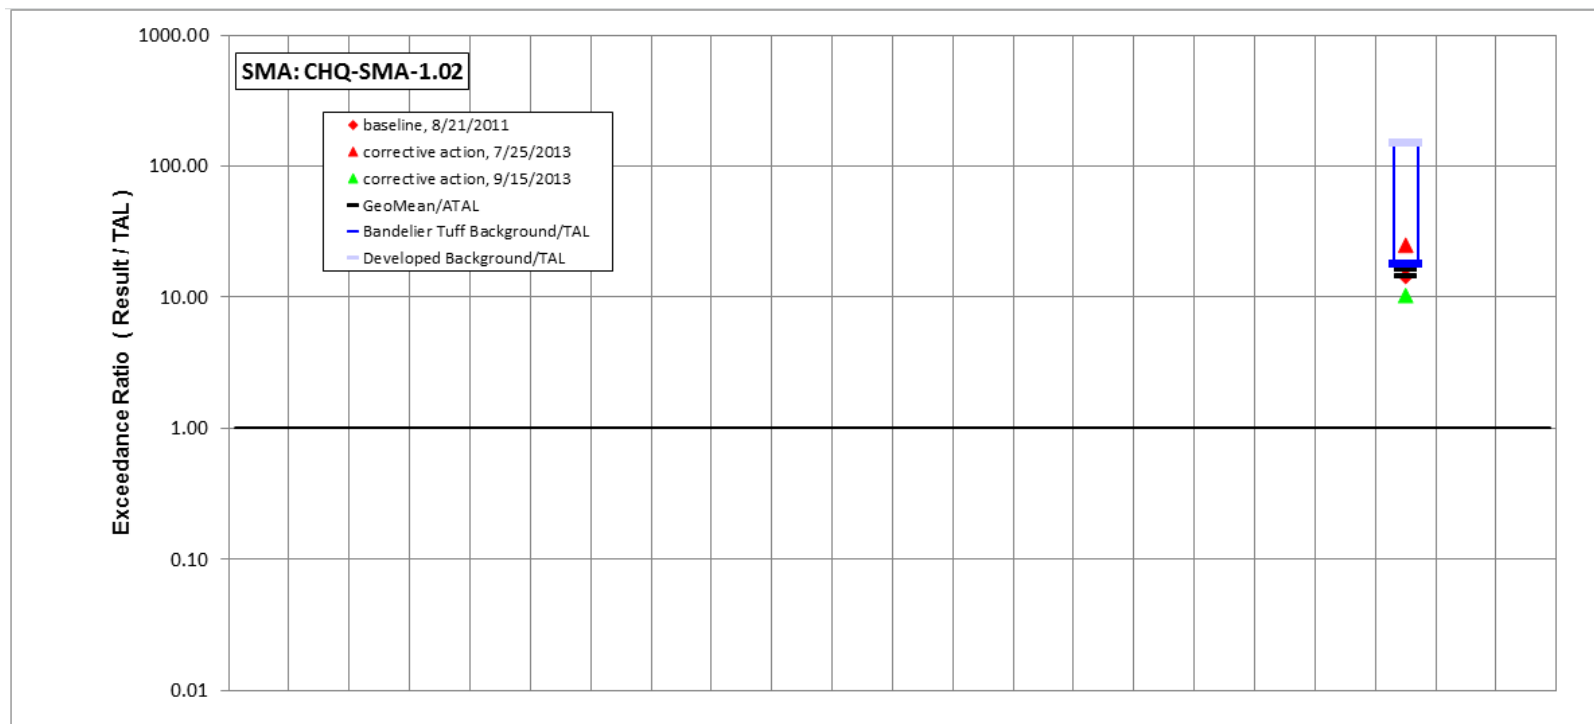 1000.00
SMA: CHQ-SMA-1.02
baseline, 8/21/2011
corrective action, 7/25/2013
corrective action, 9/15/2013
GeoMean/ATAL
Bandelier Tuff Background/TAL
Developed Background/TAL
100.00
10.00
1.00
0.10
0.01
Exceedance Ratio ( Result / TAL )